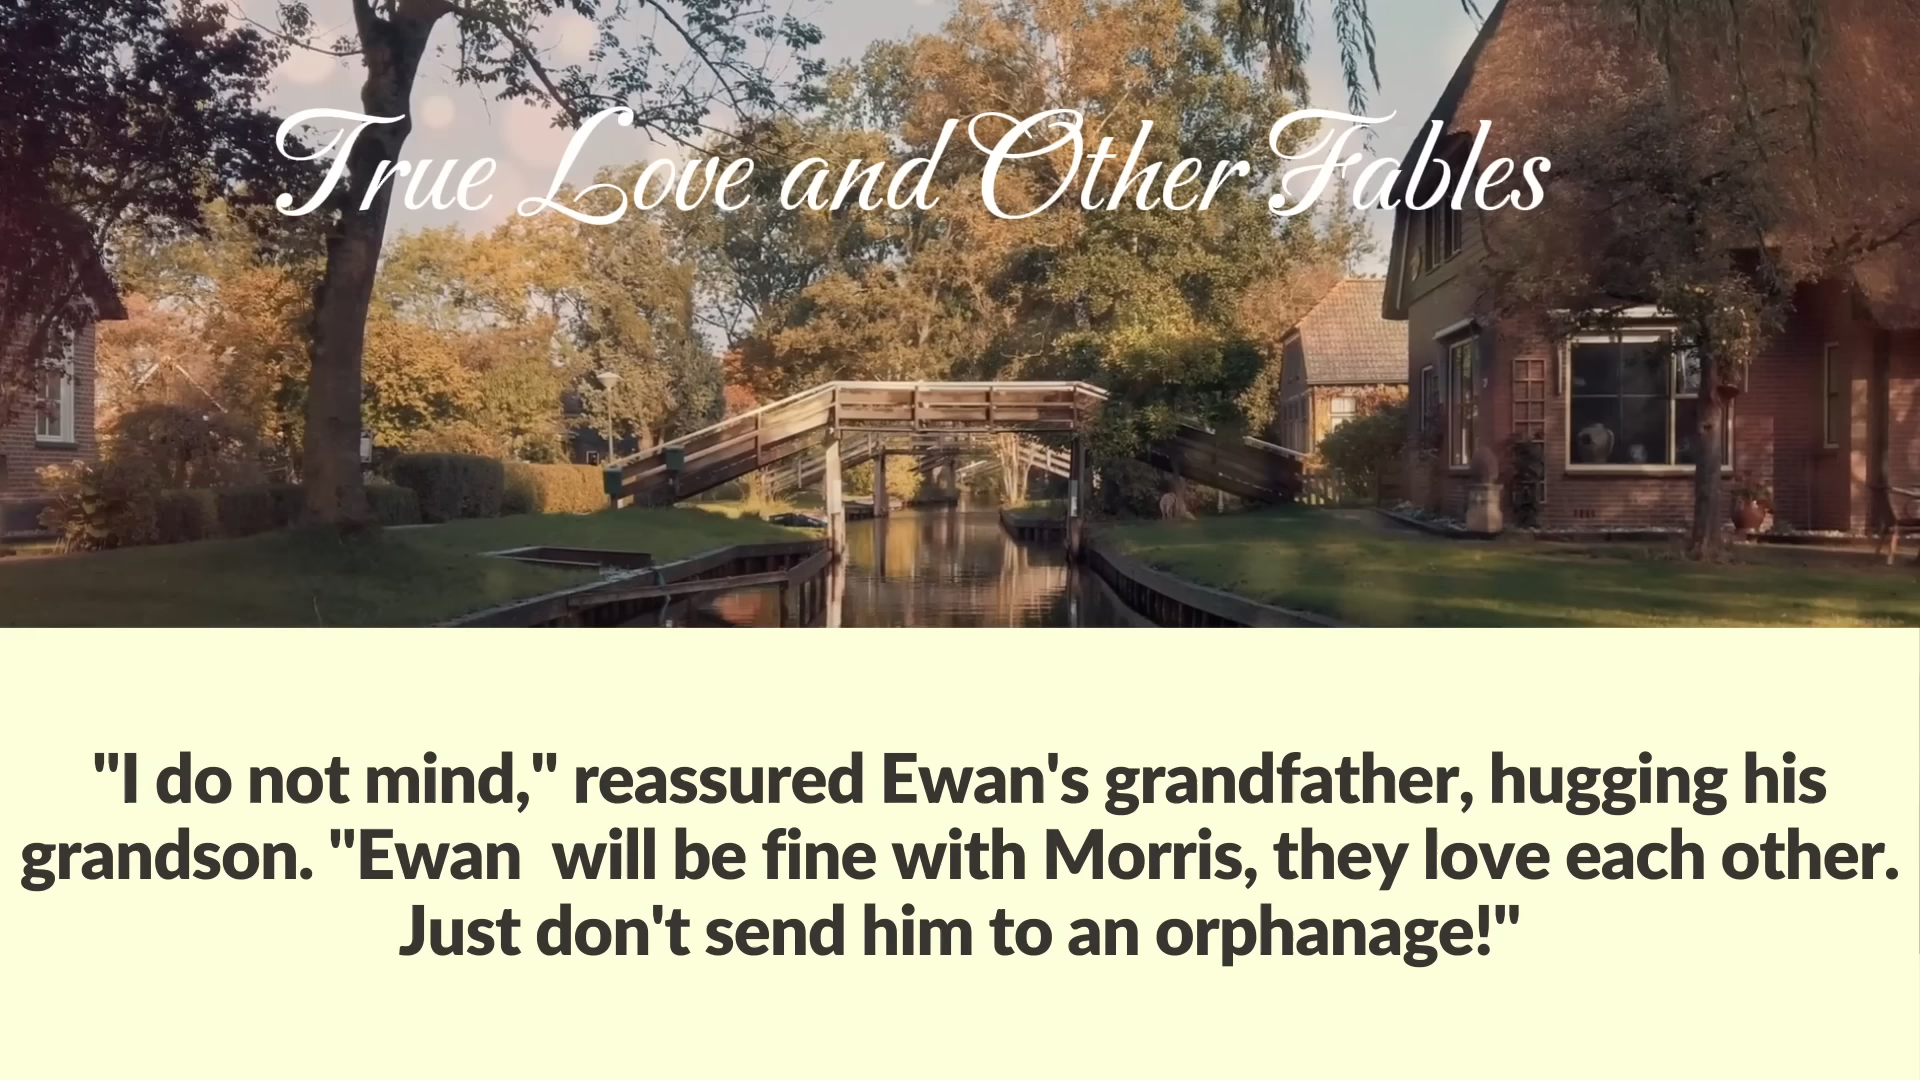 True Love and Other Fables
"I do not mind," reassured Ewan's grandfather, hugging his
grandson. "Ewan  will be fine with Morris, they love each other.
Just don't send him to an orphanage!"